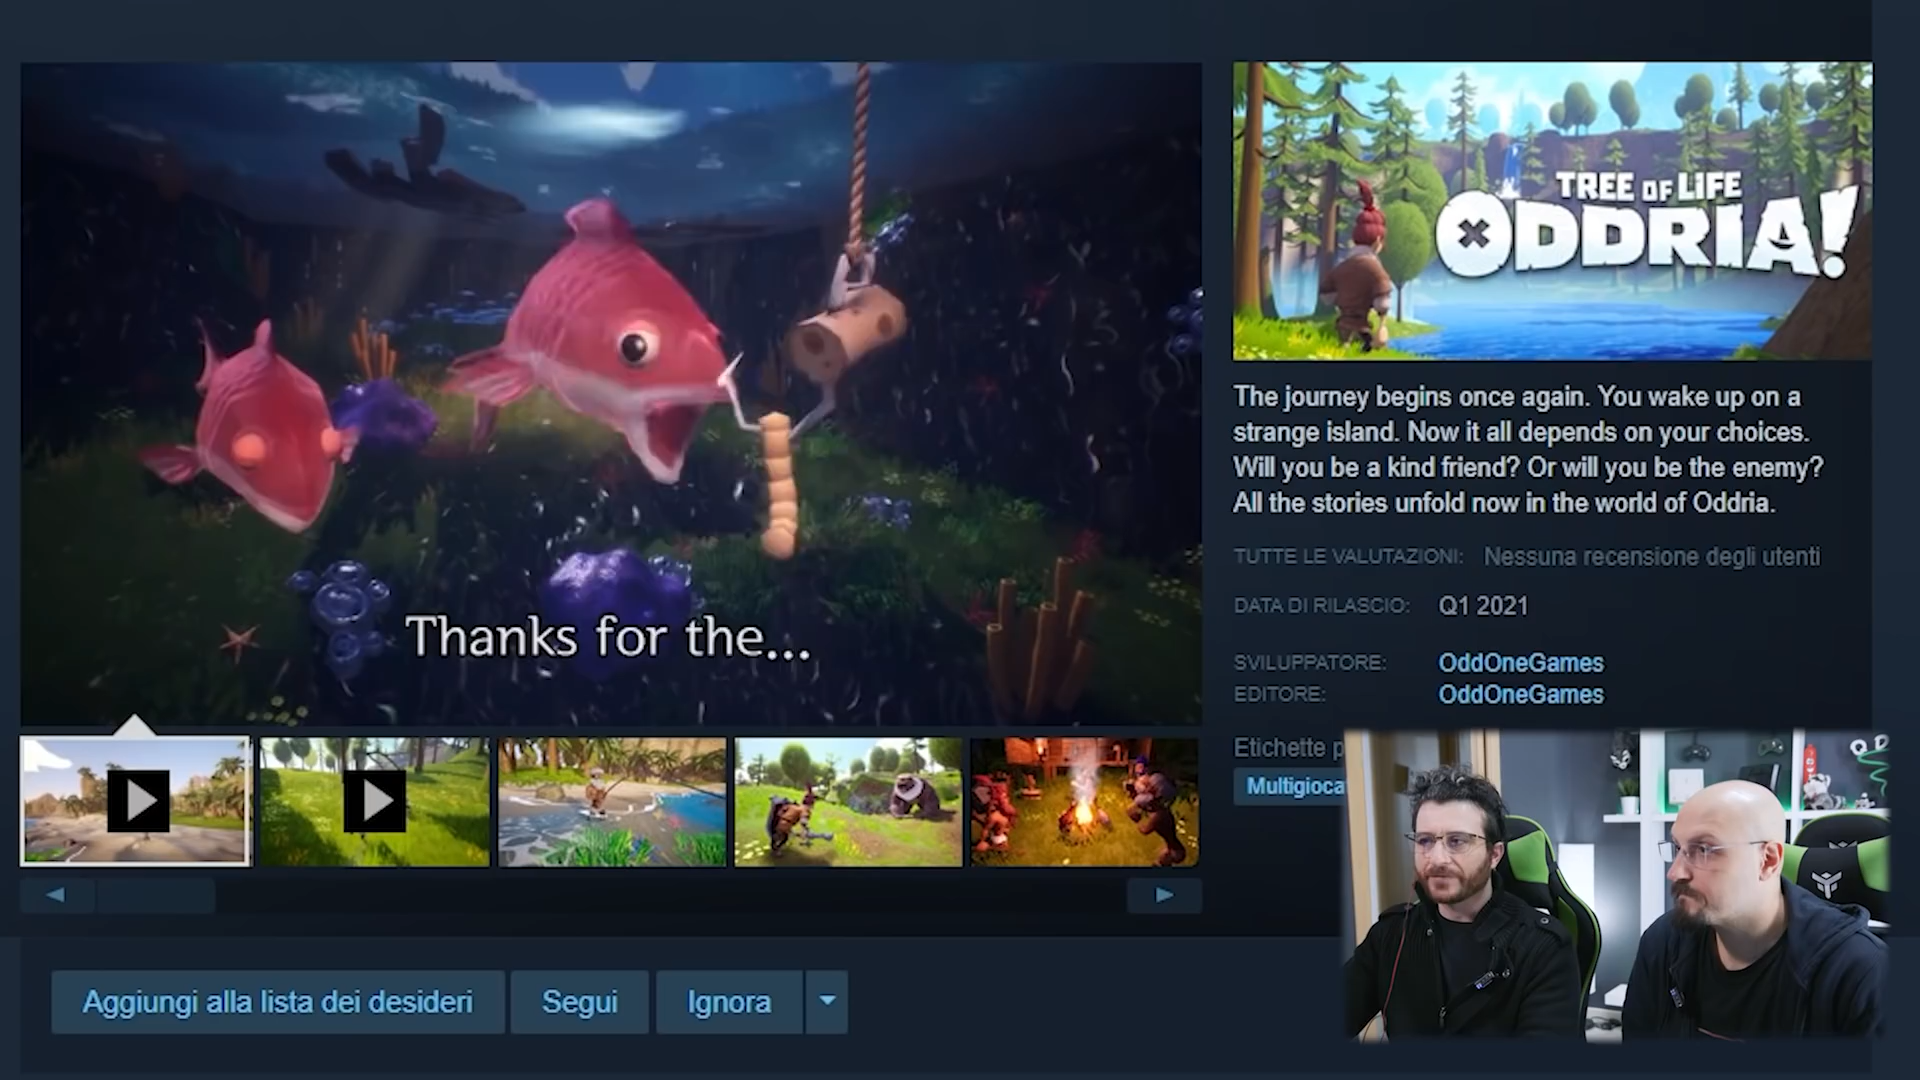 TREE OF LIFE
ODDRIA!
The journey begins once again. You wake up on a
strange island. Now it all depends on your choices.
Will you be a kind friend? Or will you be the enemy?
All the stories unfold now in the world of Oddria.
TUTTE LE VALUTAZIONI: Nessuna recensione degli utenti
DATA DI RILASCIO: Q1 2021
SVILUPPATORE: OddOneGames
EDITORE: OddOneGames
Etichette p
Multigioca
Thanks for the...
Aggiungi alla lista dei desideri
Segui
Ignora